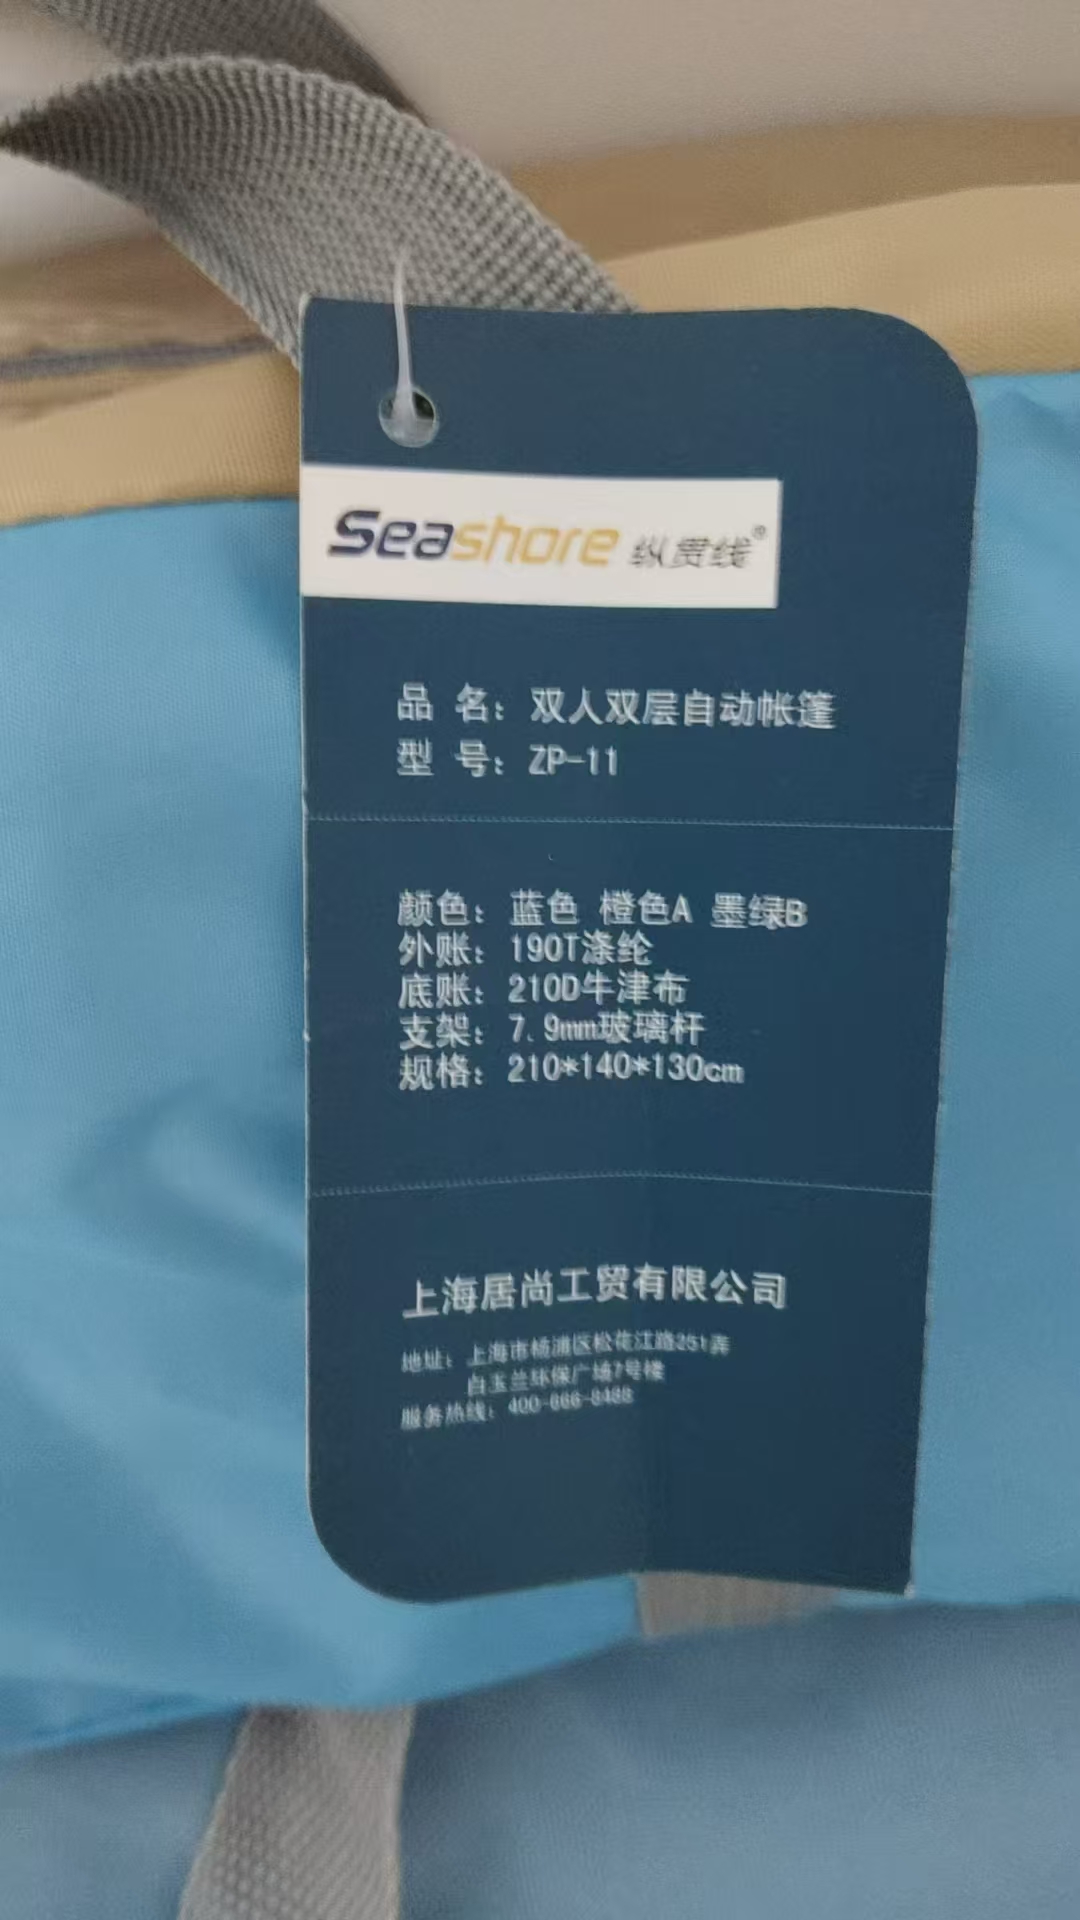 Seashore 纵贯线®
品 名：双人双层自动帐篷
型 号：ZP-11
颜色：蓝色 橙色A 墨绿B
外账：190T涤纶
底账：210D牛津布
支架：7.9mm玻璃杆
规格：210*140*130cm
上海居尚工贸有限公司
地址：上海市杨浦区松花江路251弄
白玉兰环保广场7号楼
服务热线：400-666-8488